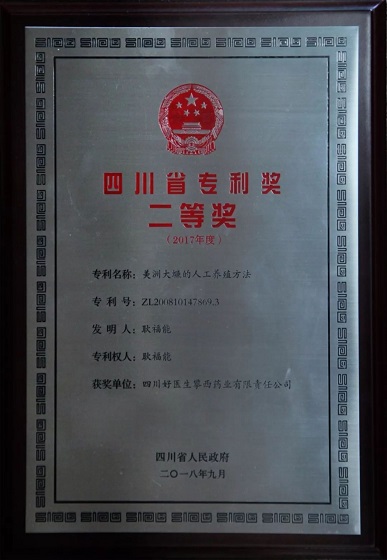 四川省专利奖
二等奖
（2017年度）
专利名称：美洲大蠊的人工养殖方法
专利号：ZL200810147869.3
发明人：耿福能
专利权人：耿福能
获奖单位：四川好医生攀西药业有限责任公司
四川省人民政府
二〇一八年九月